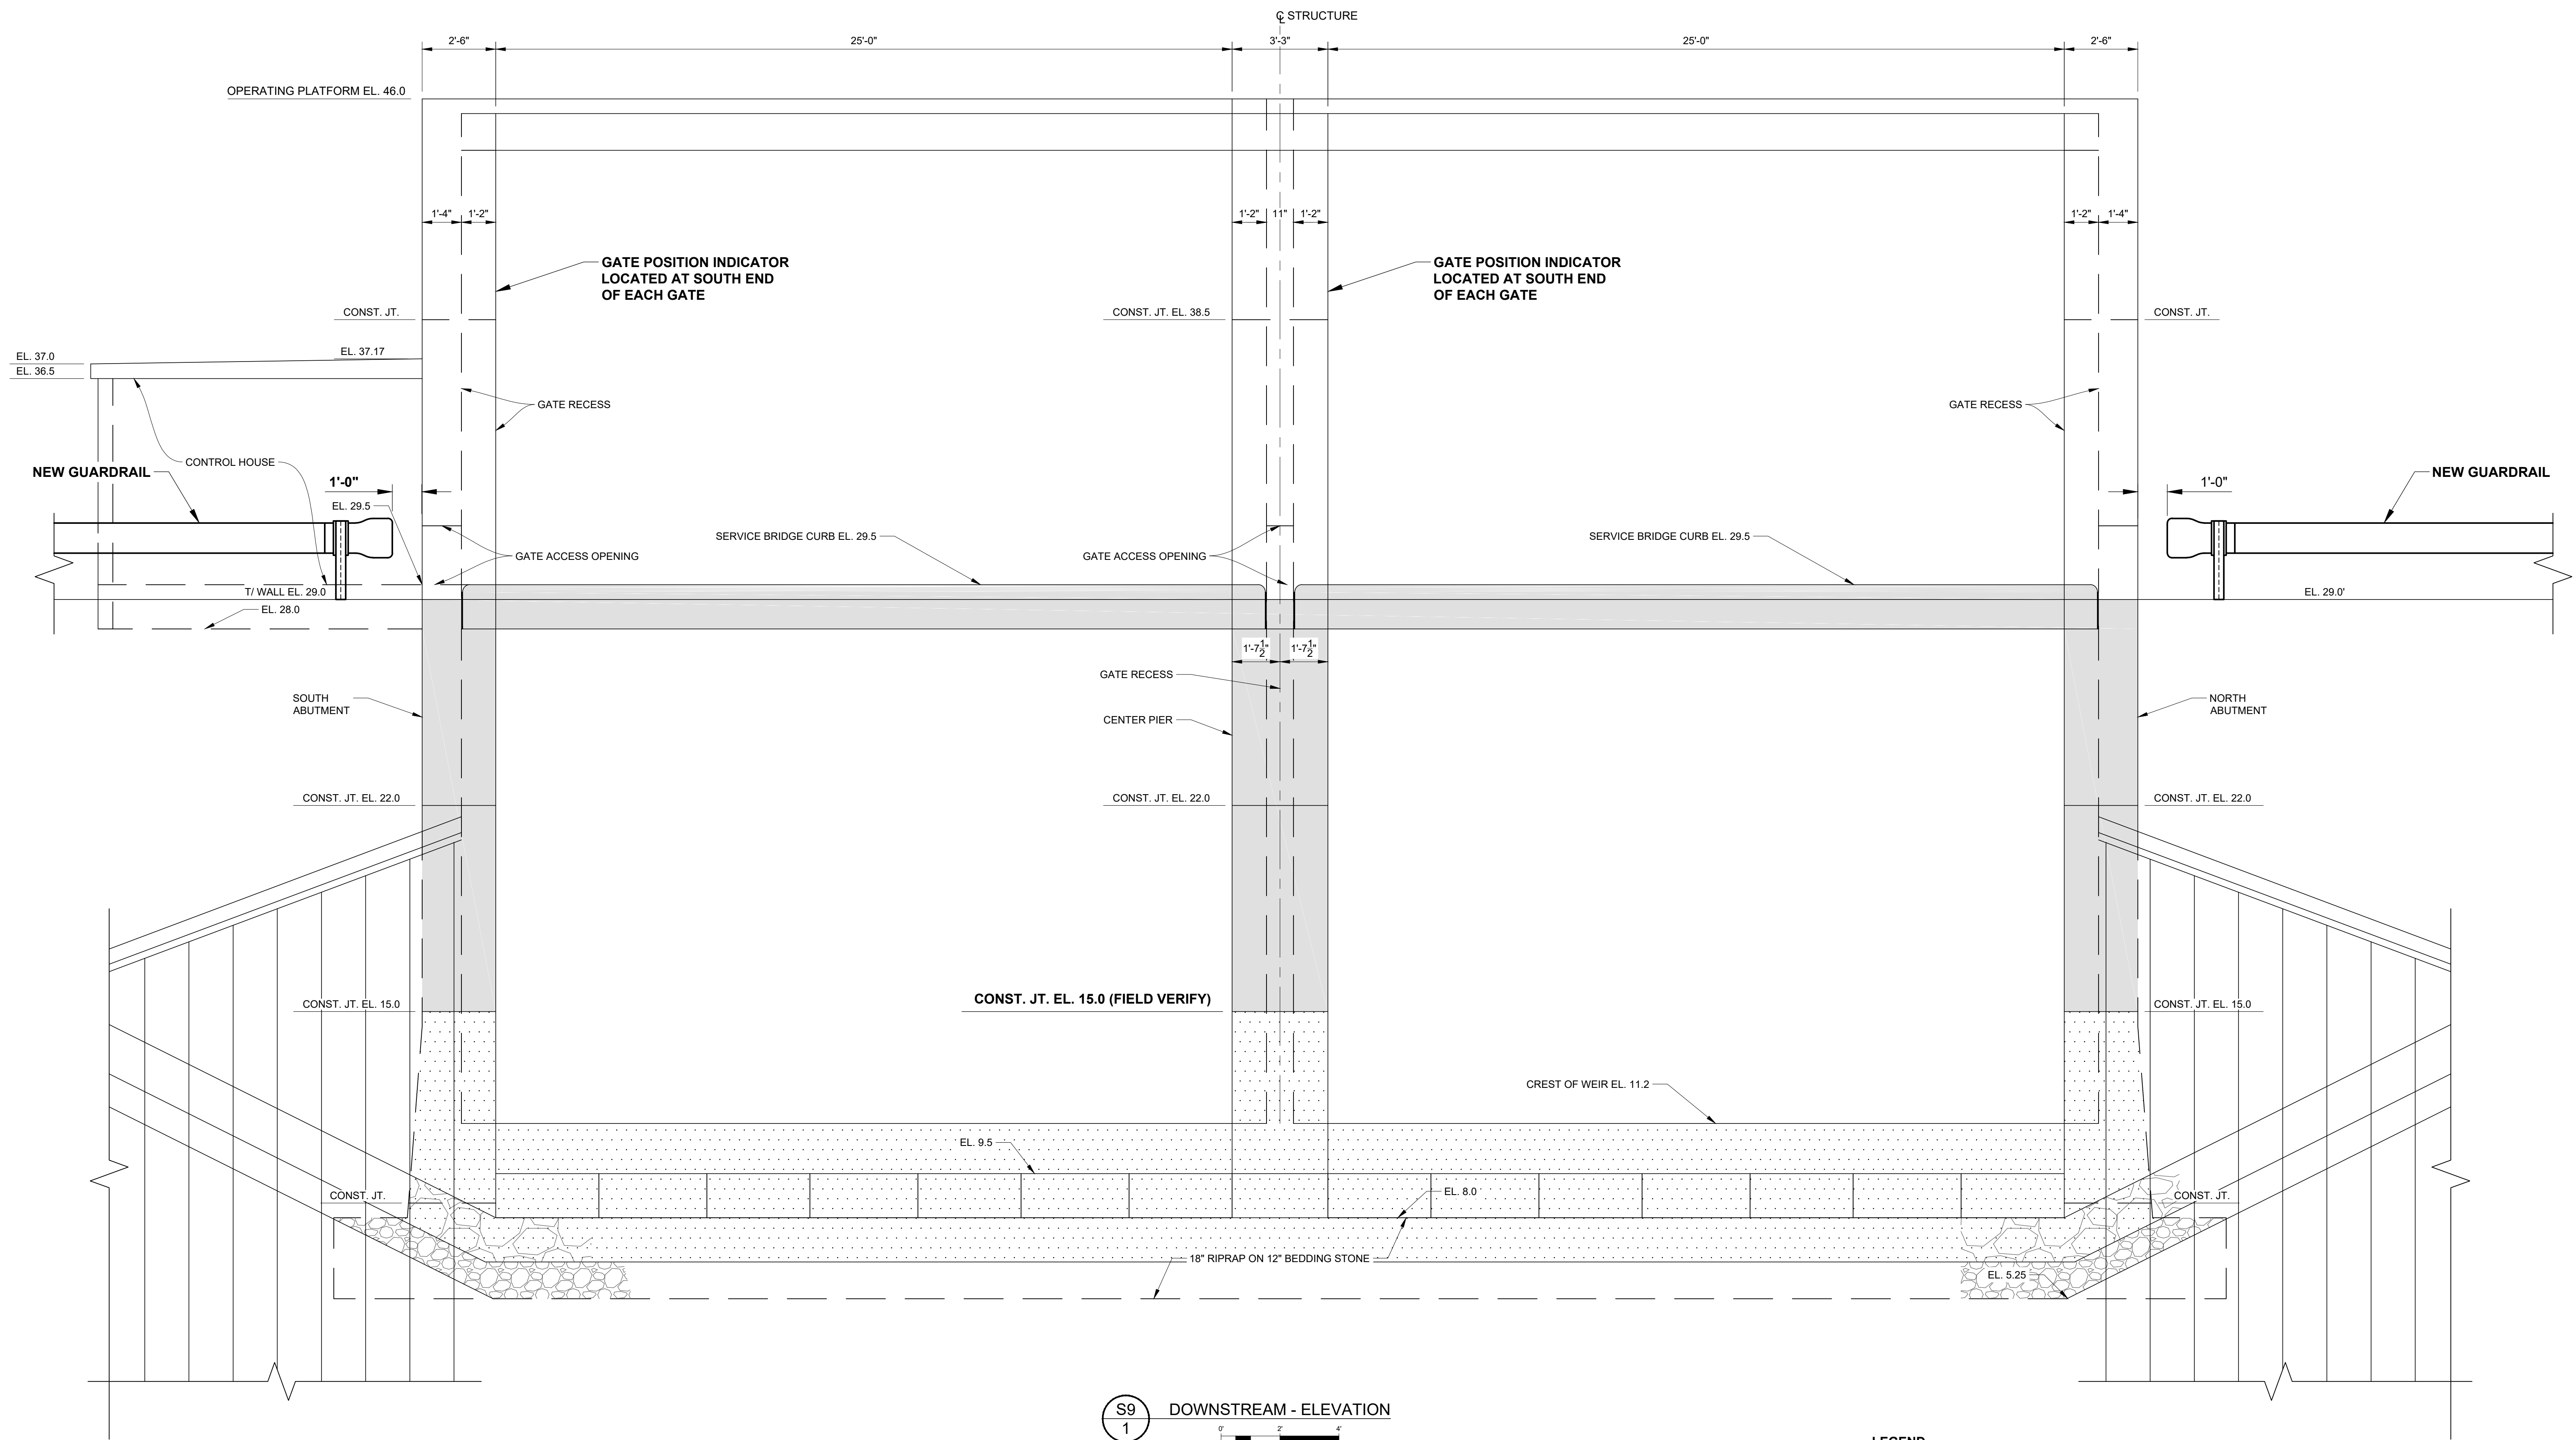 ℄ STRUCTURE
2'-6" 25'-0" 3'-3" 25'-0" 2'-6"
OPERATING PLATFORM EL. 46.0
1'-4" 1'-2" 1'-2" 11" 1'-2" 1'-2" 1'-4"
GATE POSITION INDICATOR
LOCATED AT SOUTH END
OF EACH GATE
GATE POSITION INDICATOR
LOCATED AT SOUTH END
OF EACH GATE
CONST. JT.
CONST. JT. EL. 38.5
CONST. JT.
EL. 37.17
EL. 37.0
EL. 36.5
GATE RECESS
GATE RECESS
CONTROL HOUSE
NEW GUARDRAIL
1'-0"
1'-0"
NEW GUARDRAIL
EL. 29.5
SERVICE BRIDGE CURB EL. 29.5
SERVICE BRIDGE CURB EL. 29.5
GATE ACCESS OPENING
GATE ACCESS OPENING
T/ WALL EL. 29.0
EL. 29.0'
EL. 28.0
1'-7 1/2" 1'-7 1/2"
GATE RECESS
SOUTH
ABUTMENT
CENTER PIER
NORTH
ABUTMENT
CONST. JT. EL. 22.0
CONST. JT. EL. 22.0
CONST. JT. EL. 22.0
CONST. JT. EL. 15.0
CONST. JT. EL. 15.0 (FIELD VERIFY)
CONST. JT. EL. 15.0
CREST OF WEIR EL. 11.2
EL. 9.5
CONST. JT.
EL. 8.0
CONST. JT.
18" RIPRAP ON 12" BEDDING STONE
EL. 5.25
S9
1
DOWNSTREAM - ELEVATION
0' 2' 4'
LEGEND